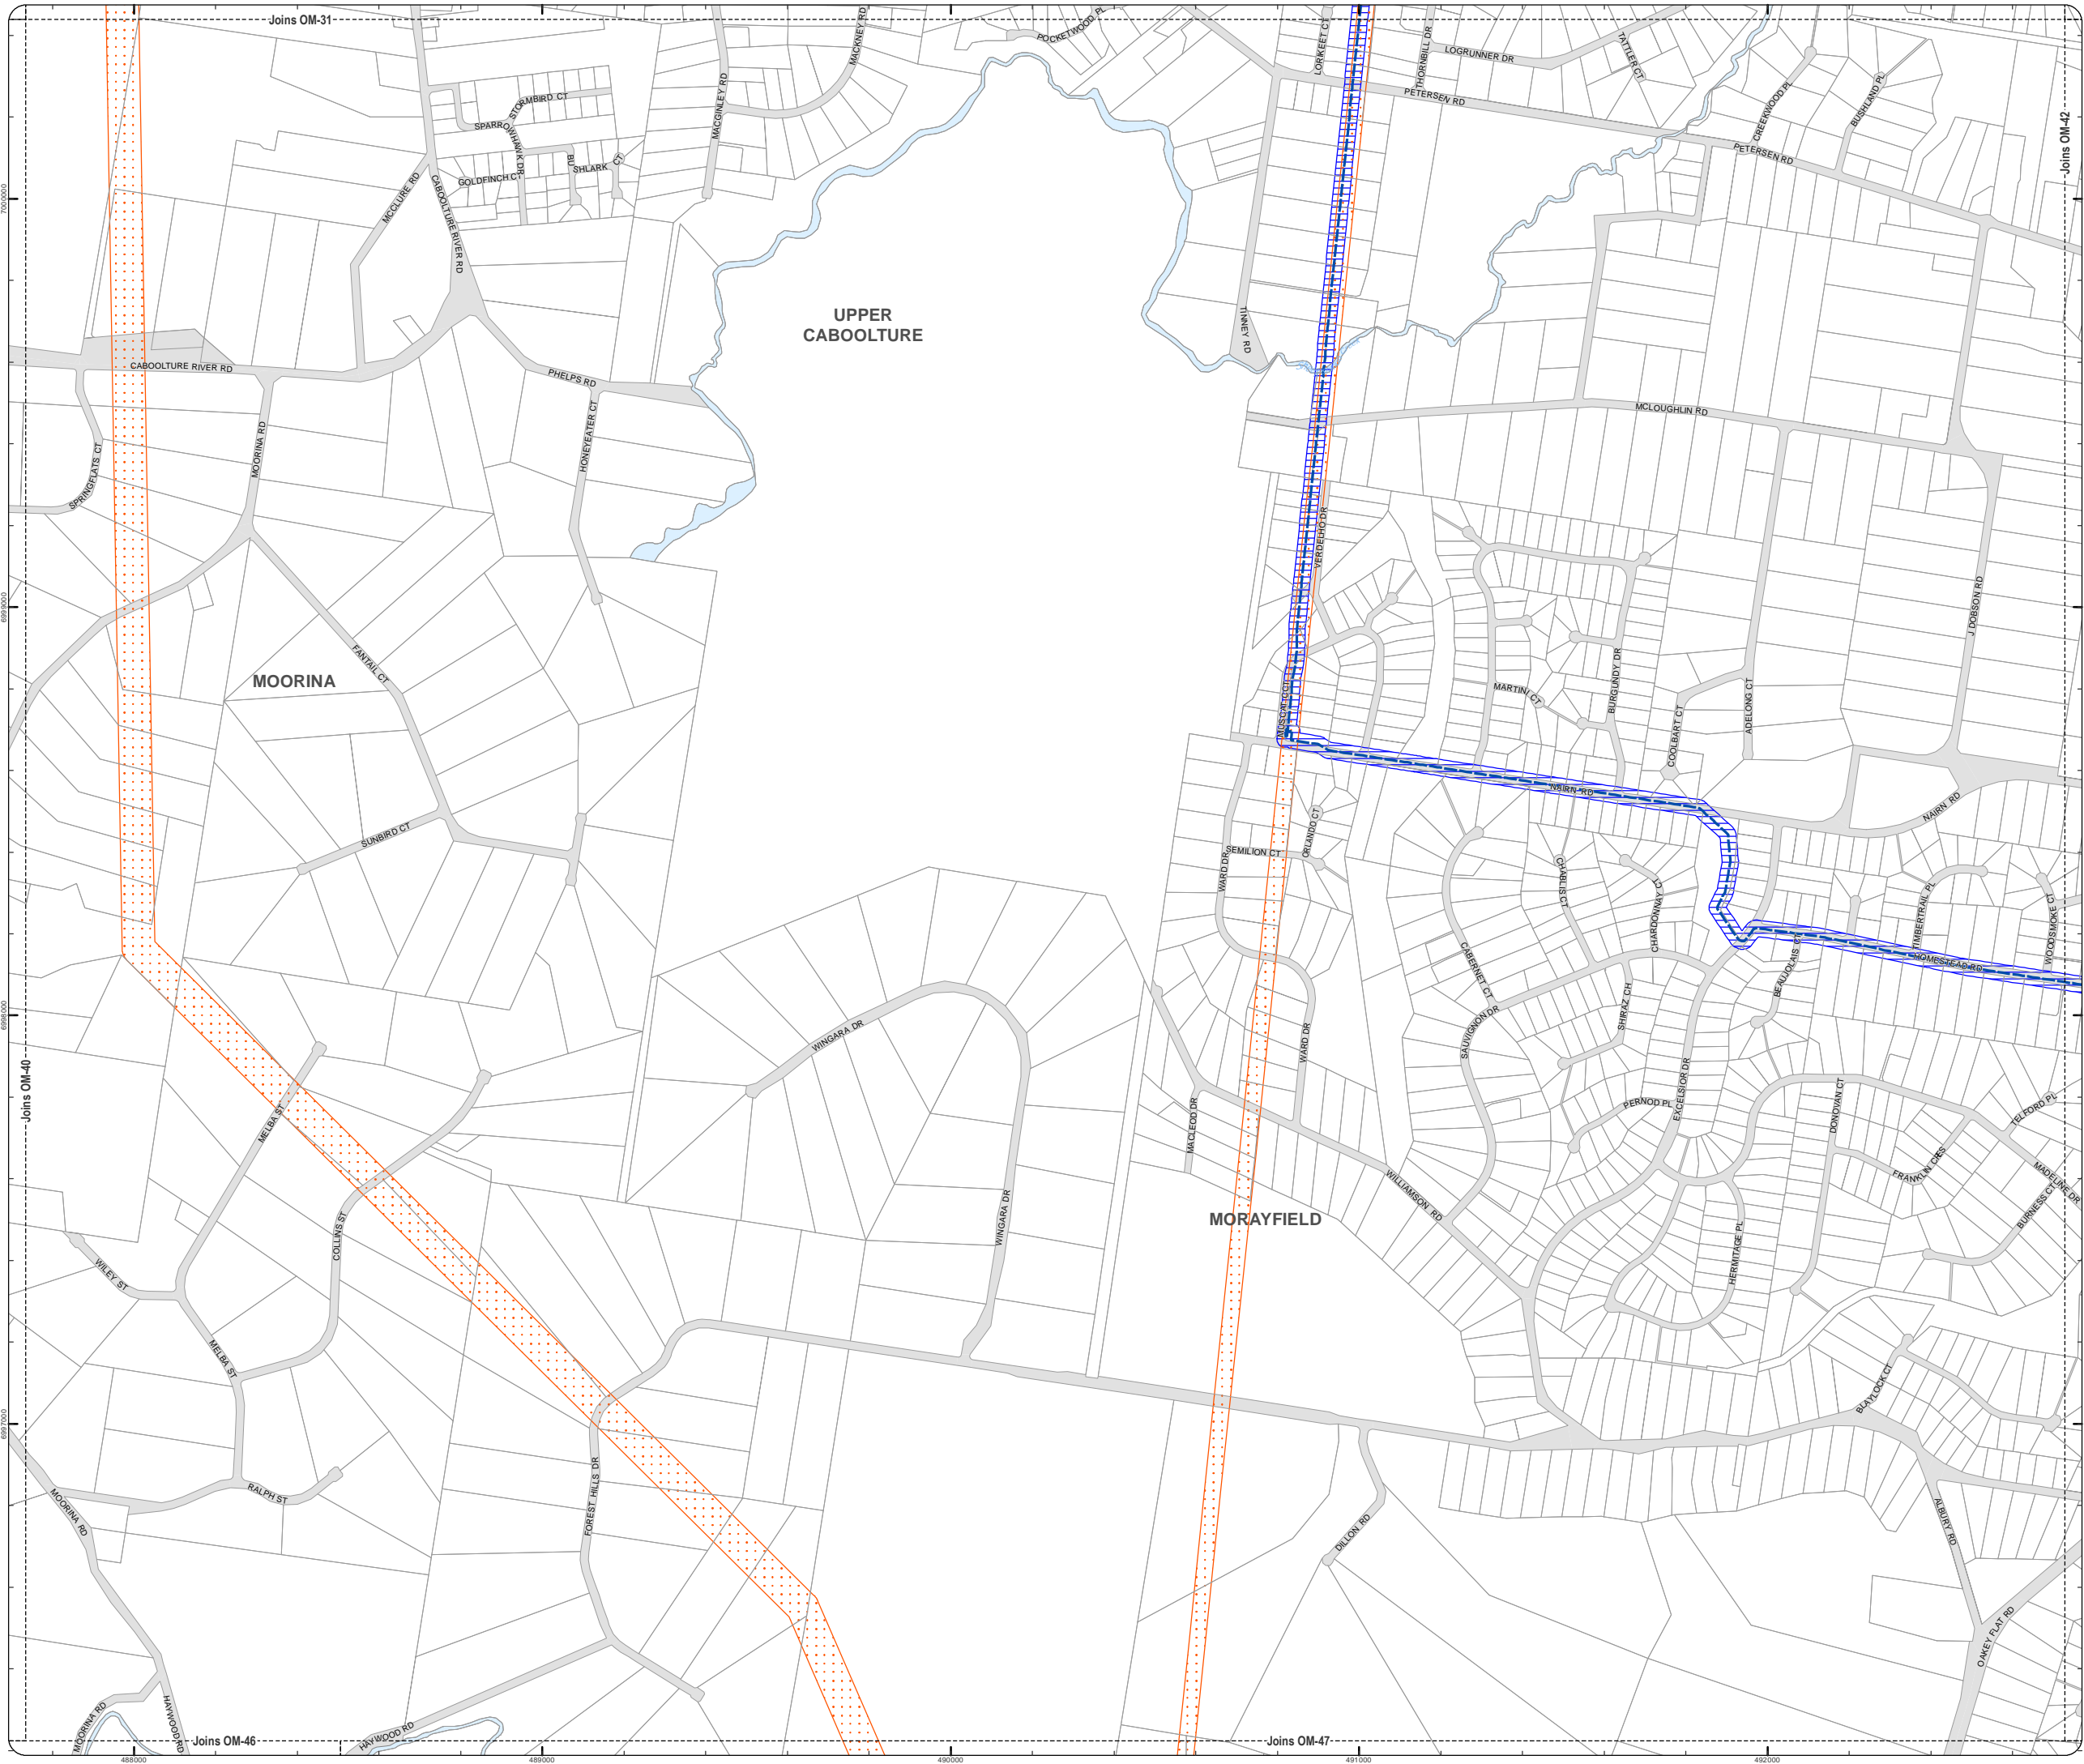 Joins OM-31
POCKETWOOD PL
MACKNEY RD
LORIKEET CT
THORNBILL DR
LOGRUNNER DR
TATTLER CT
CREEKWOOD PL
BUSHLAND PL
Joins OM-42
STORMBIRD CT
MACGINLEY RD
PETERSEN RD
SPARROWHAWK DR
PETERSEN RD
BUSHLARK CT
GOLDFINCH CT
MCCLURE RD
CABOOLTURE RIVER RD
7000000
UPPER
CABOOLTURE
TINNEY RD
CABOOLTURE RIVER RD
PHELPS RD
MCLOUGHLIN RD
HONEYEATER CT
MOORINA RD
SPRINGFLATS CT
VERDELHO DR
6999000
J DOBSON RD
FANTAIL CT
MOORINA
MUSCAT CT
MARTINI CT
BURGUNDY DR
COOLBART CT
ADELONG CT
NAIRN RD
NAIRN RD
SUNBIRD CT
ORLANDO CT
SEMILION CT
WARD DR
CHABLIS CT
CHARDONNAY CT
TIMBERTRAIL PL
WOODSMOKE CT
CABERNET CT
BEAUJOLAIS CT
HOMESTEAD RD
6998000
SHIRAZ CH
SAUVIGNON DR
WINGARA DR
WARD DR
Joins OM-40
MELBA ST
MACLEOD DR
PERNOD PL
EXCELSIOR DR
DONOVAN CT
TELFORD PL
FRANKLIN CRES
MADELINE DR
WILLIAMSON RD
BURNESS CT
MORAYFIELD
COLLINS ST
WINGARA DR
HERMITAGE PL
WILEY ST
MELBA ST
BLAYLOCK CT
6997000
RALPH ST
FOREST HILLS DR
MOORINA RD
DILLON RD
ALBURY RD
OAKEY FLAT RD
MOORINA RD
HAYWOOD RD
HAYWOOD RD
Joins OM-46
Joins OM-47
488000
489000
490000
491000
492000